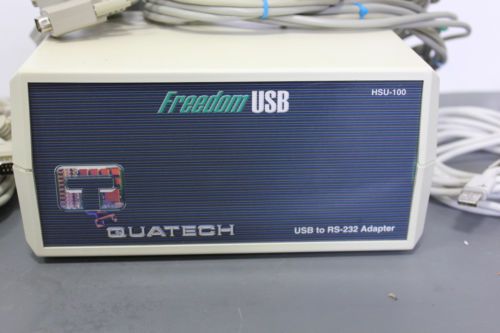 Freedom USB
HSU-100
QUATECH
USB to RS-232 Adapter